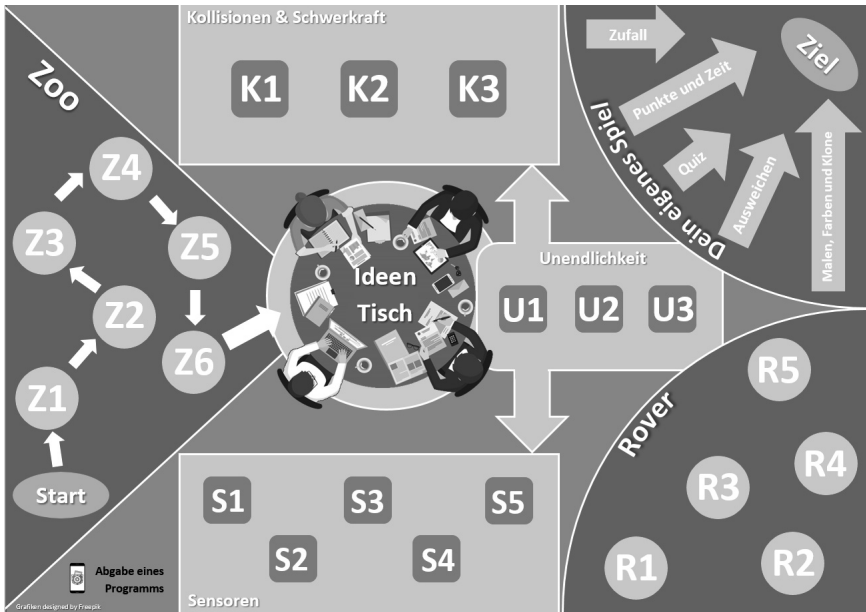 Kollisionen & Schwerkraft
K1 K2 K3
Zoo
Z4
Z3
Z5
Z2
Z6
Z1
Start
Ideen
Tisch
Unendlichkeit
U1 U2 U3
Zufall
Ziel
Punkte und Zeit
Quiz
Ausweichen
Malen, Farben und Klone
Dein eigenes Spiel
Rover
R5
R4
R3
R1
R2
S1 S3 S5
S2 S4
Sensoren
Abgabe eines
Programms
Grafiken designed by Freepik